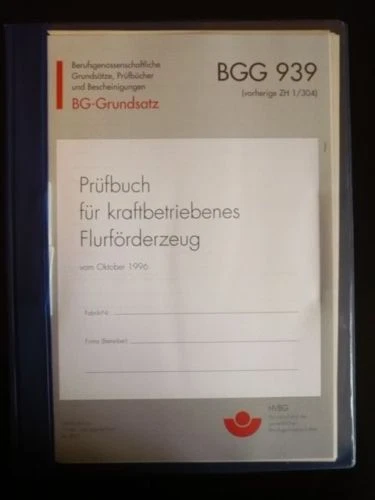 Berufsgenossenschaftliche
Grundsätze, Prüfbücher
und Bescheinigungen
BG-Grundsatz
BGG 939
(vorherige ZH 1/304)
Prüfbuch
für kraftbetriebenes
Flurförderzeug
vom Oktober 1996
Fabrik-Nr.:
Firma (Betreiber):
HVBG